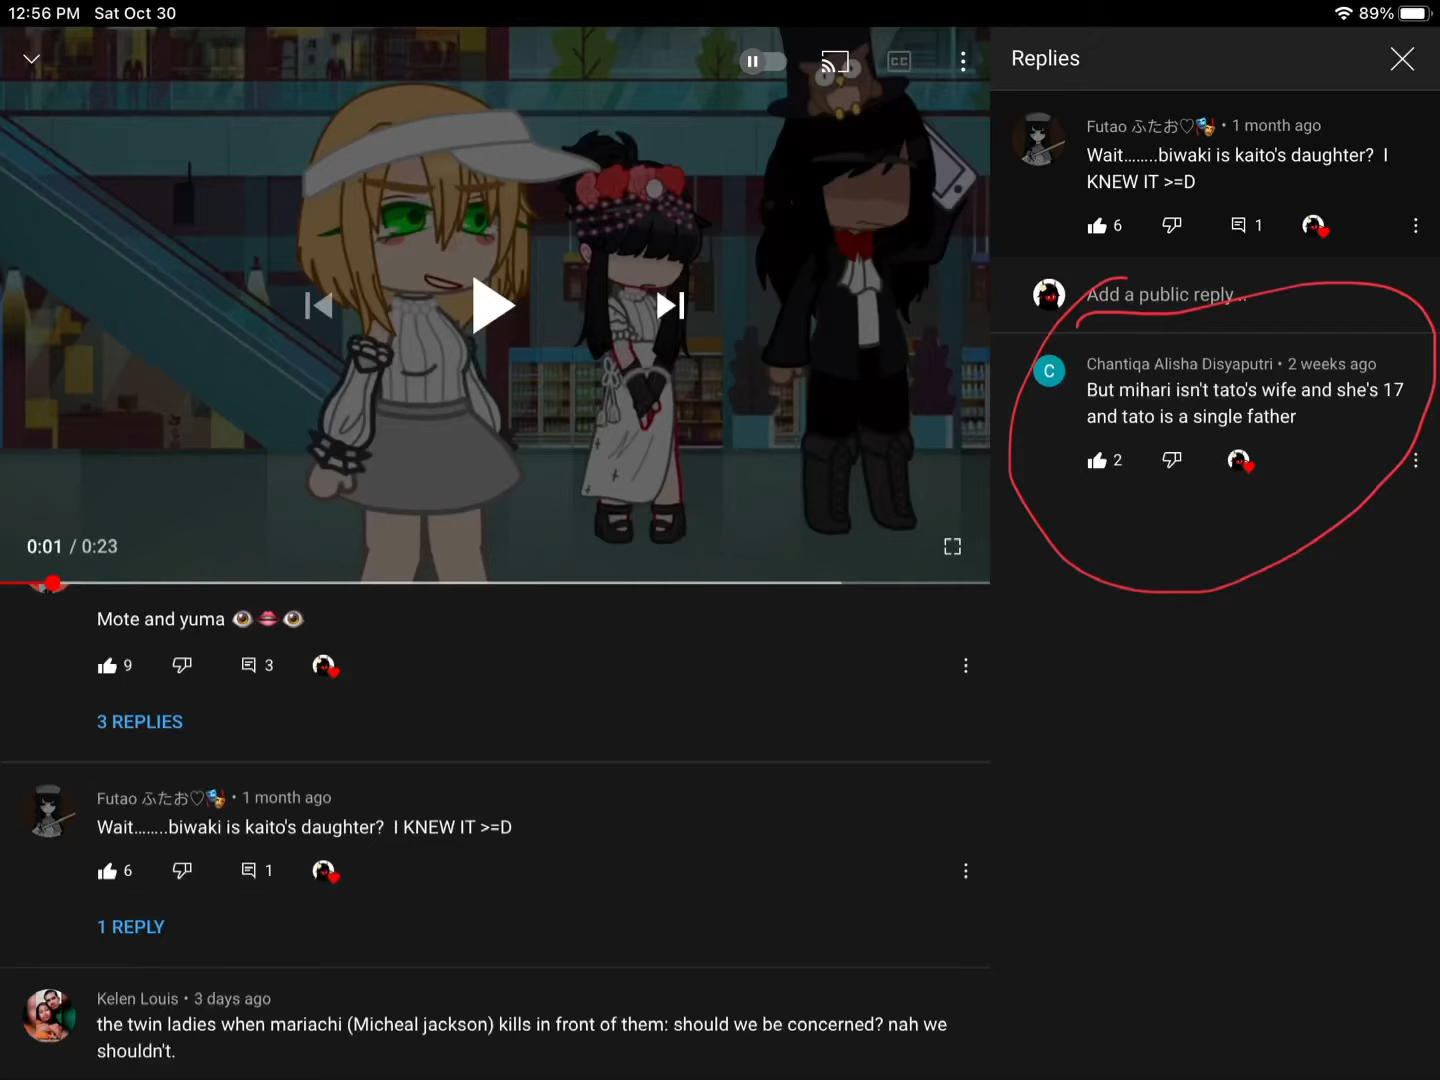 12:56 PM Sat Oct 30
89%
CC
0:01 / 0:23
Mote and yuma 👁️👄👁️
9
3
3 REPLIES
Futao ふたお♡🎭 • 1 month ago
Wait........biwaki is kaito's daughter? I KNEW IT >=D
6
1
1 REPLY
Kelen Louis • 3 days ago
the twin ladies when mariachi (Micheal jackson) kills in front of them: should we be concerned? nah we
shouldn't.
Replies
Futao ふたお♡🎭 • 1 month ago
Wait........biwaki is kaito's daughter? I
KNEW IT >=D
6
1
Add a public reply...
C
Chantiqa Alisha Disyaputri • 2 weeks ago
But mihari isn't tato's wife and she's 17
and tato is a single father
2